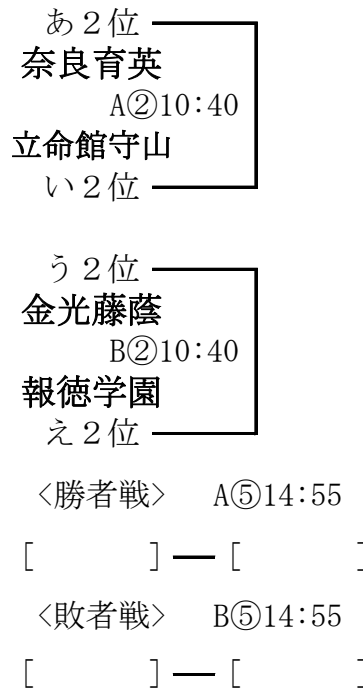 あ２位
奈良育英
A②10:40
立命館守山
い２位
う２位
金光藤蔭
B②10:40
報徳学園
え２位
<勝者戦> A⑤14:55
[ ] ― [ ]
<敗者戦> B⑤14:55
[ ] ― [ ]